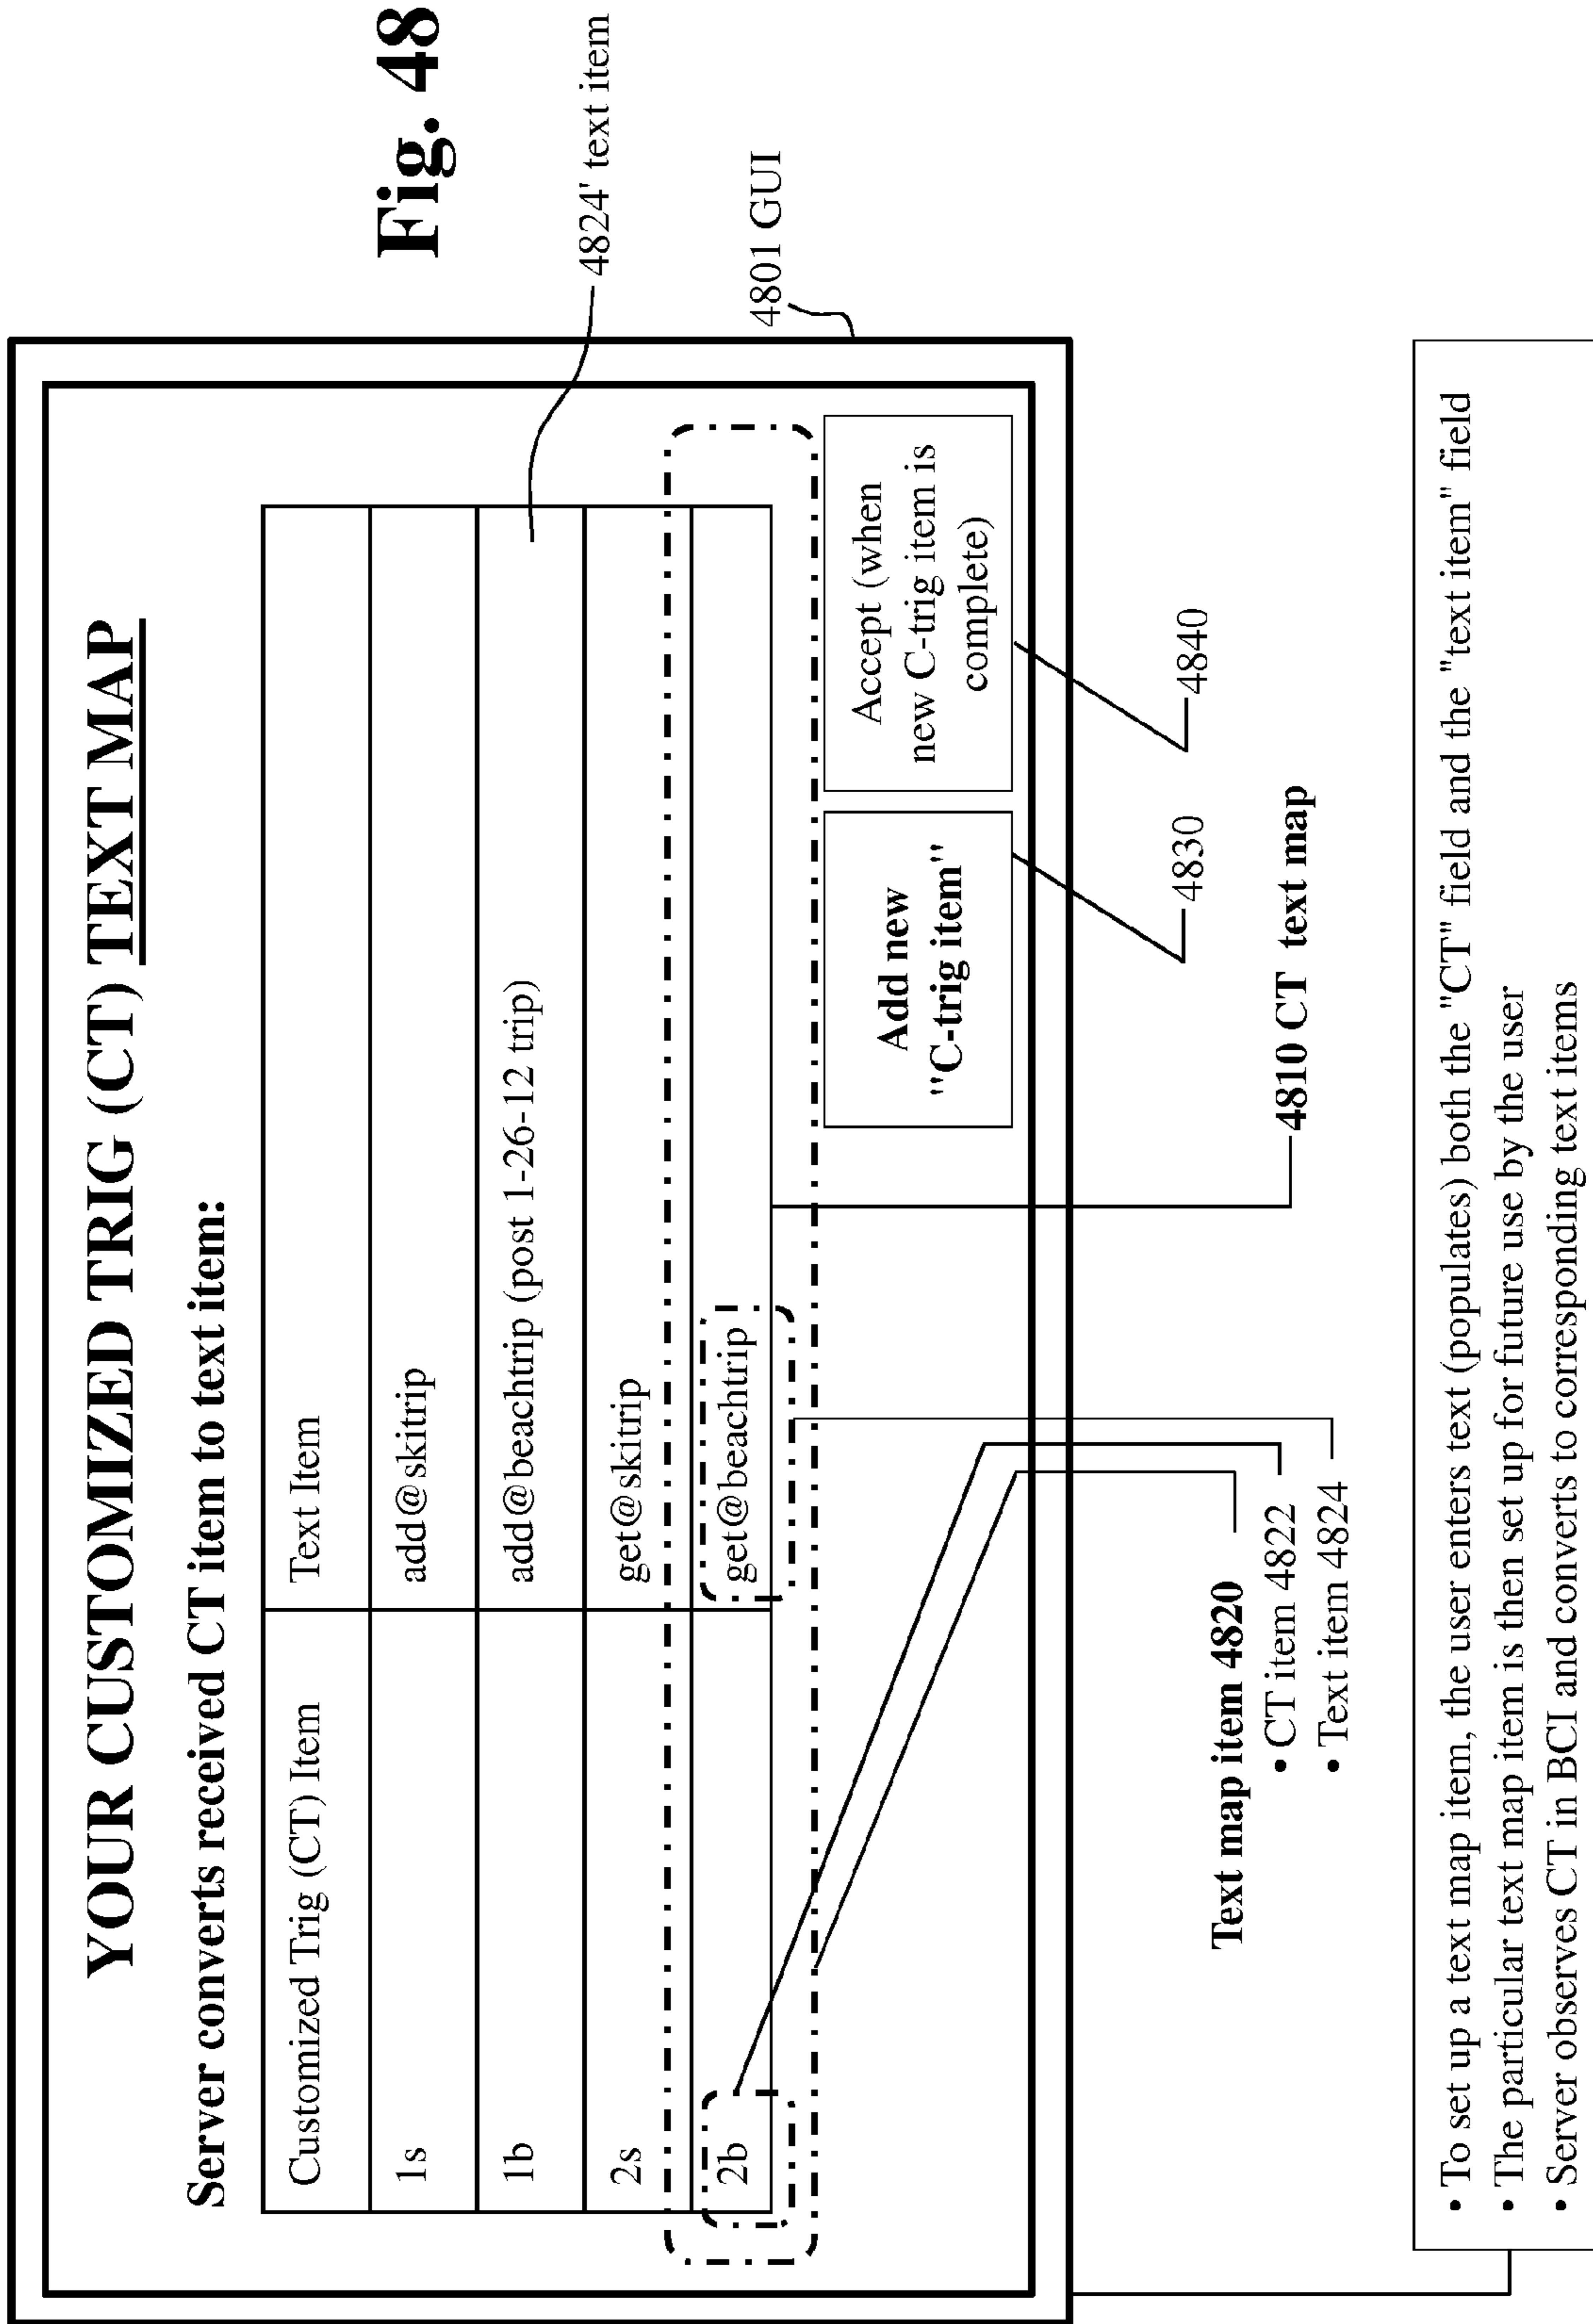 YOUR CUSTOMIZED TRIG (CT) TEXT MAP
Server converts received CT item to text item:
Customized Trig (CT) Item Text Item
1s add@skitrip
1b add@beachtrip (post 1-26-12 trip)
2s get@skitrip
2b get@beachtrip
Add new
"C-trig item"
Accept (when
new C-trig item is
complete)
Fig. 48
4824' text item
4801 GUI
4830
4840
4810 CT text map
Text map item 4820
• CT item 4822
• Text item 4824
• To set up a text map item, the user enters text (populates) both the "CT" field and the "text item" field
• The particular text map item is then set up for future use by the user
• Server observes CT in BCI and converts to corresponding text items